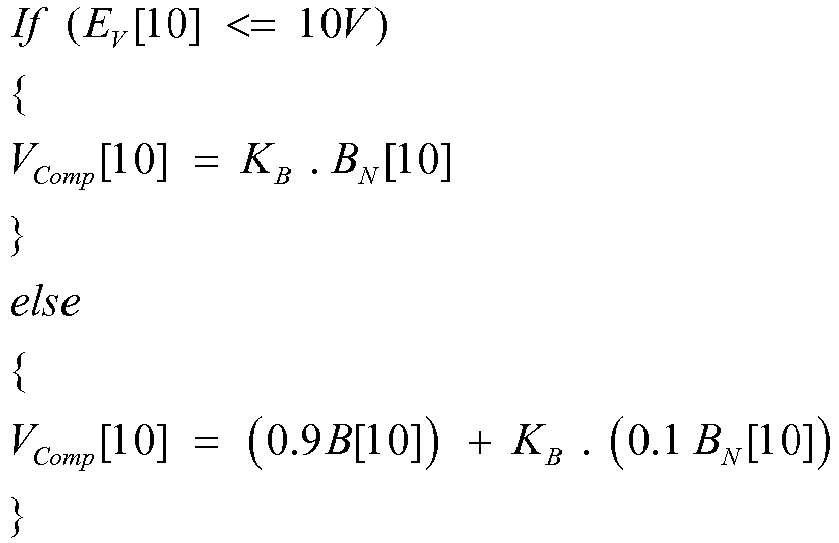 If (E_V[10] <= 10V)
{
V_Comp[10] = K_B . B_N[10]
}
else
{
V_Comp[10] = (0.9B[10]) + K_B . (0.1 B_N[10])
}